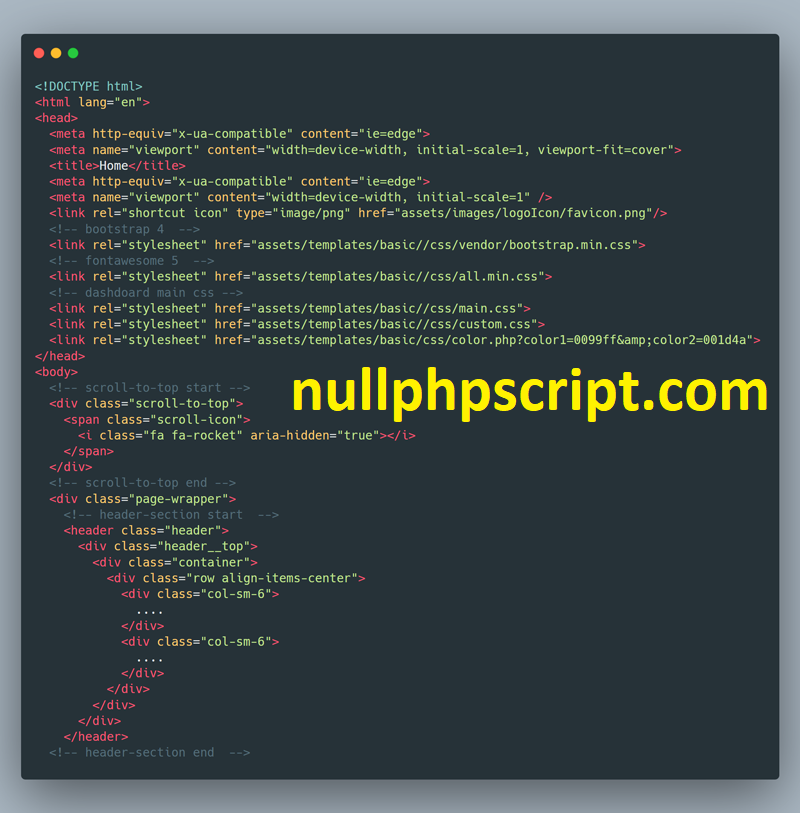 <!DOCTYPE html>
<html lang="en">
<head>
  <meta http-equiv="x-ua-compatible" content="ie=edge">
  <meta name="viewport" content="width=device-width, initial-scale=1, viewport-fit=cover">
  <title>Home</title>
  <meta http-equiv="x-ua-compatible" content="ie=edge">
  <meta name="viewport" content="width=device-width, initial-scale=1" />
  <link rel="shortcut icon" type="image/png" href="assets/images/logoIcon/favicon.png"/>
  <!-- bootstrap 4  -->
  <link rel="stylesheet" href="assets/templates/basic//css/vendor/bootstrap.min.css">
  <!-- fontawesome 5  -->
  <link rel="stylesheet" href="assets/templates/basic//css/all.min.css">
  <!-- dashdoard main css -->
  <link rel="stylesheet" href="assets/templates/basic//css/main.css">
  <link rel="stylesheet" href="assets/templates/basic//css/custom.css">
  <link rel="stylesheet" href="assets/templates/basic/css/color.php?color1=0099ff&amp;color2=001d4a">
</head>
<body>
  <!-- scroll-to-top start -->
  <div class="scroll-to-top">
nullphpscript.com
    <span class="scroll-icon">
      <i class="fa fa-rocket" aria-hidden="true"></i>
    </span>
  </div>
  <!-- scroll-to-top end -->
  <div class="page-wrapper">
    <!-- header-section start  -->
    <header class="header">
      <div class="header__top">
        <div class="container">
          <div class="row align-items-center">
            <div class="col-sm-6">
              ....
            </div>
            <div class="col-sm-6">
              ....
            </div>
          </div>
        </div>
      </div>
    </header>
  <!-- header-section end  -->